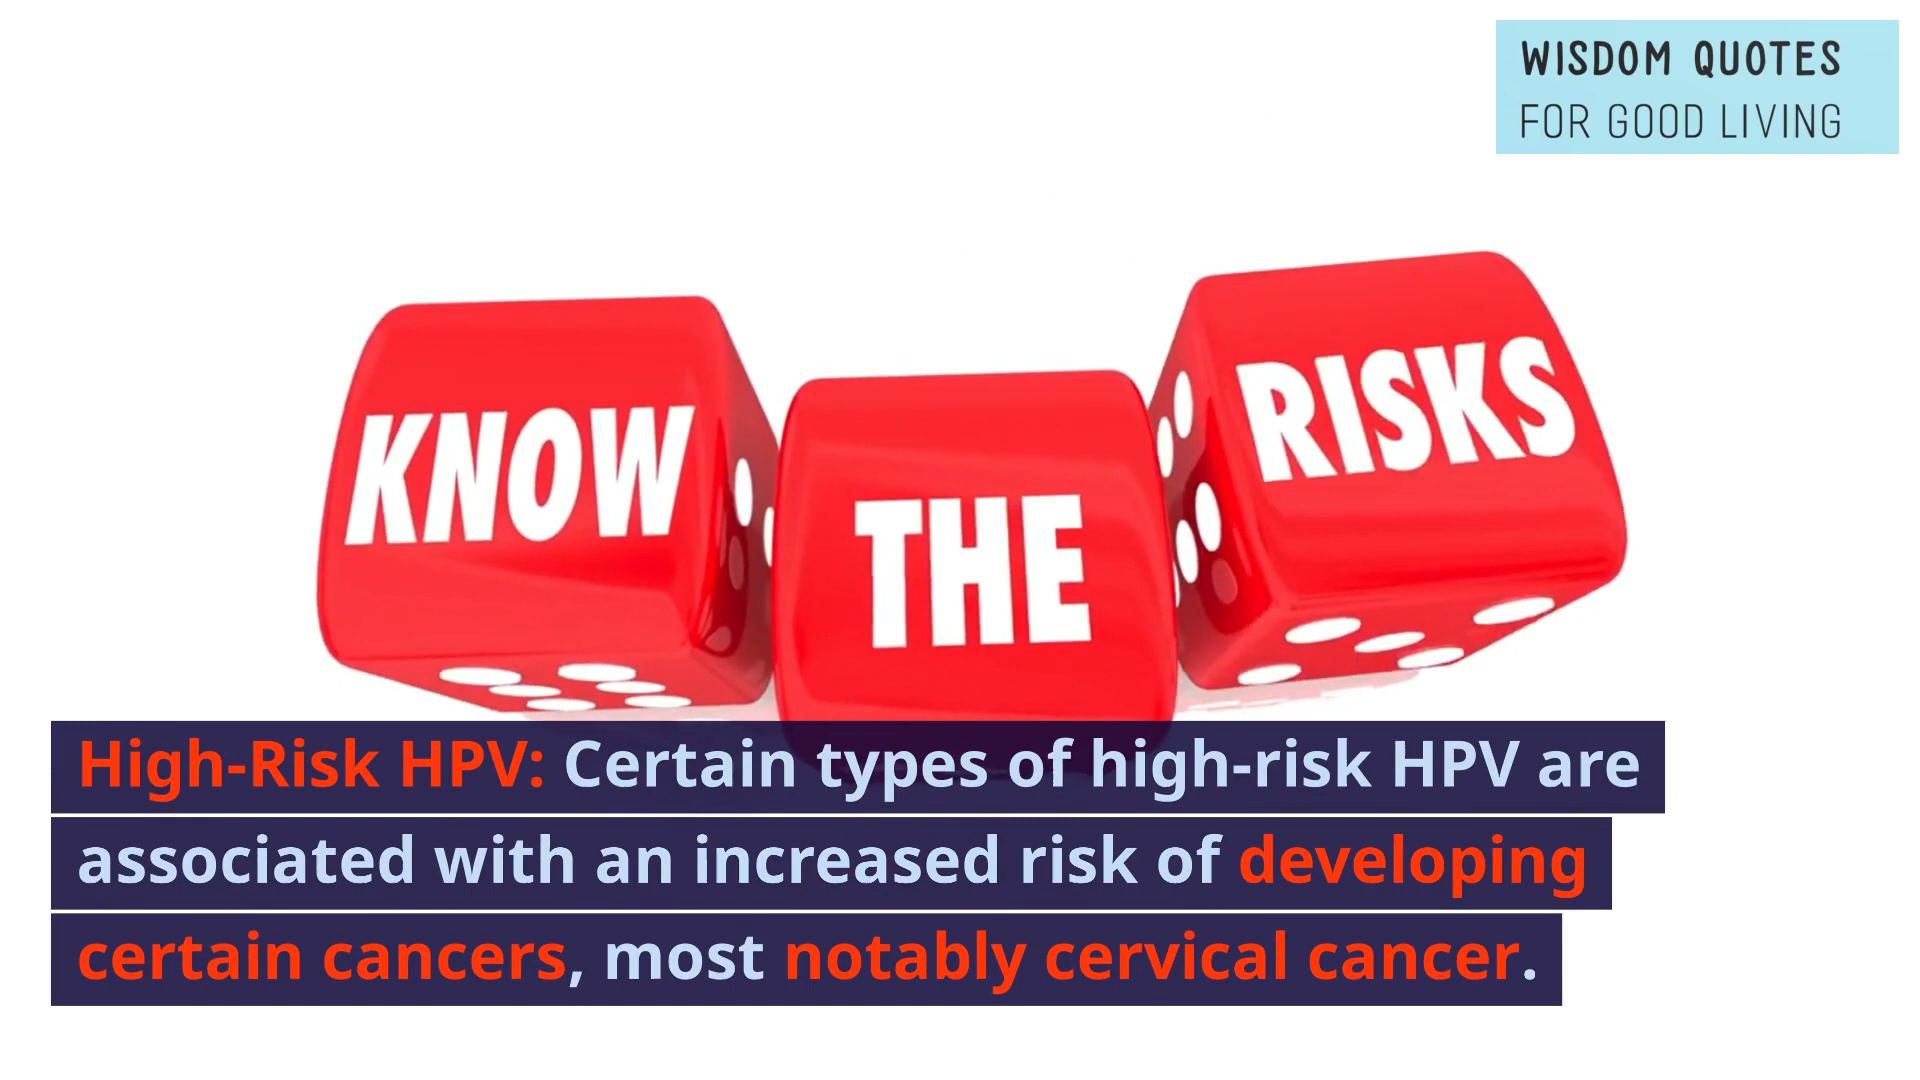 WISDOM QUOTES
FOR GOOD LIVING
KNOW
THE
RISKS
High-Risk HPV: Certain types of high-risk HPV are
associated with an increased risk of developing
certain cancers, most notably cervical cancer.